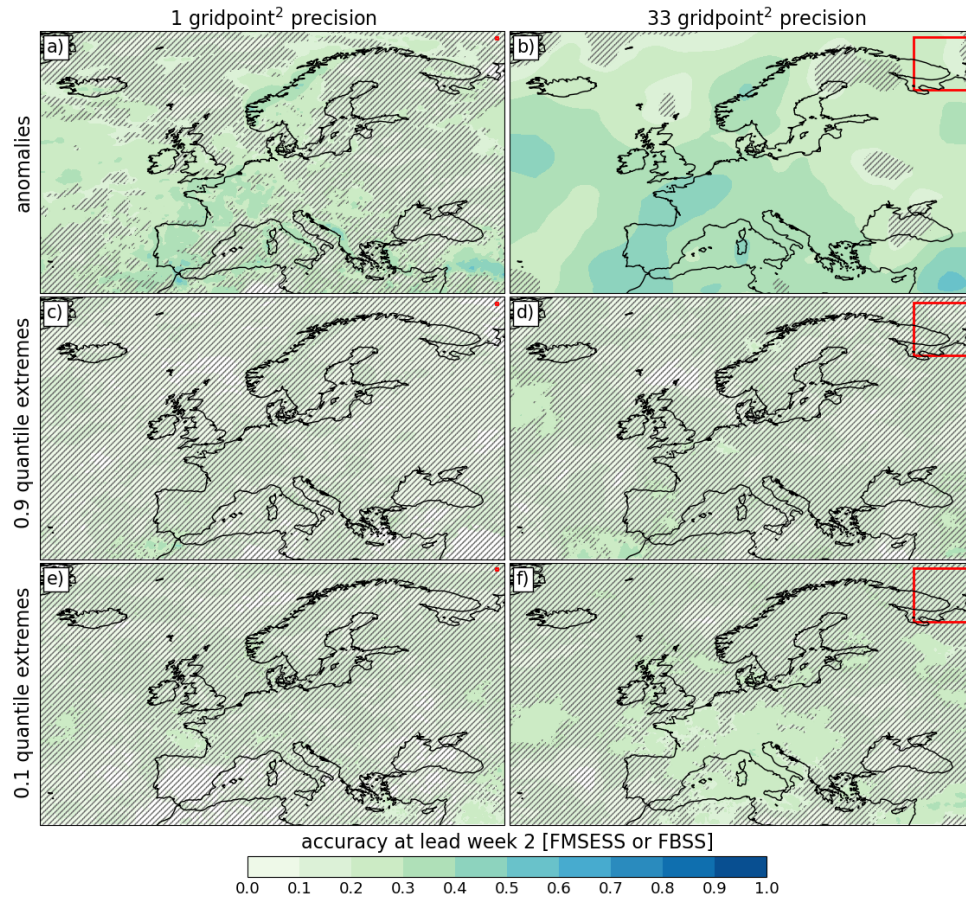 1 gridpoint² precision
33 gridpoint² precision
a)
b)
anomalies
c)
d)
0.9 quantile extremes
e)
f)
0.1 quantile extremes
accuracy at lead week 2 [FMSESS or FBSS]
0.0 0.1 0.2 0.3 0.4 0.5 0.6 0.7 0.8 0.9 1.0